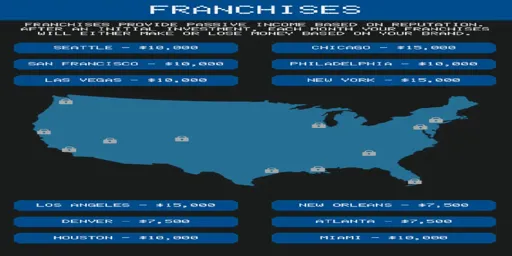 FRANCHISES
FRANCHISES PROVIDE PASSIVE INCOME BASED ON REPUTATION.
AFTER AN INITIAL INVESTMENT, EACH MONTH YOUR FRANCHISES
WILL EITHER MAKE OR LOSE MONEY BASED ON YOUR BRAND.
SEATTLE - $10,000
CHICAGO - $15,000
SAN FRANCISCO - $10,000
PHILADELPHIA - $10,000
LAS VEGAS - $10,000
NEW YORK - $15,000
LOS ANGELES - $15,000
NEW ORLEANS - $7,500
DENVER - $7,500
ATLANTA - $7,500
HOUSTON - $10,000
MIAMI - $10,000